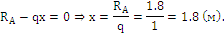 R_A − qx = 0 ⇒ x = R_A/q = 1.8/1 = 1.8 (м).